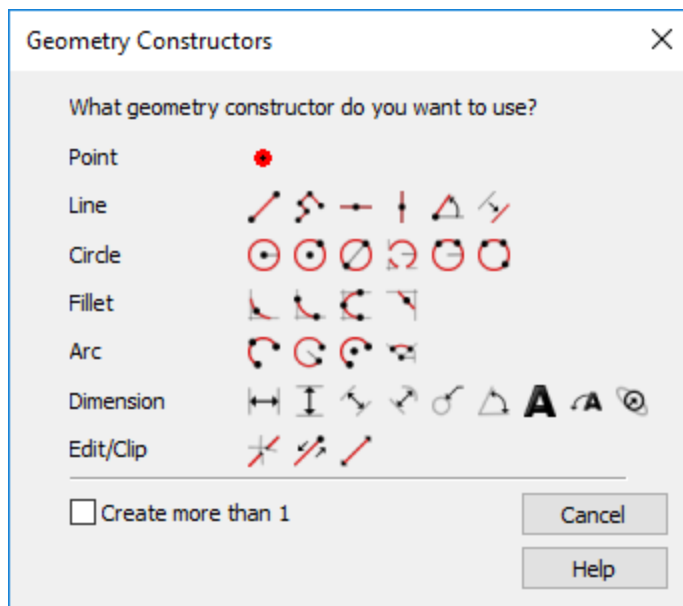 Geometry Constructors
What geometry constructor do you want to use?
Point
Line
Circle
Fillet
Arc
Dimension A A
Edit/Clip
Create more than 1
Cancel
Help